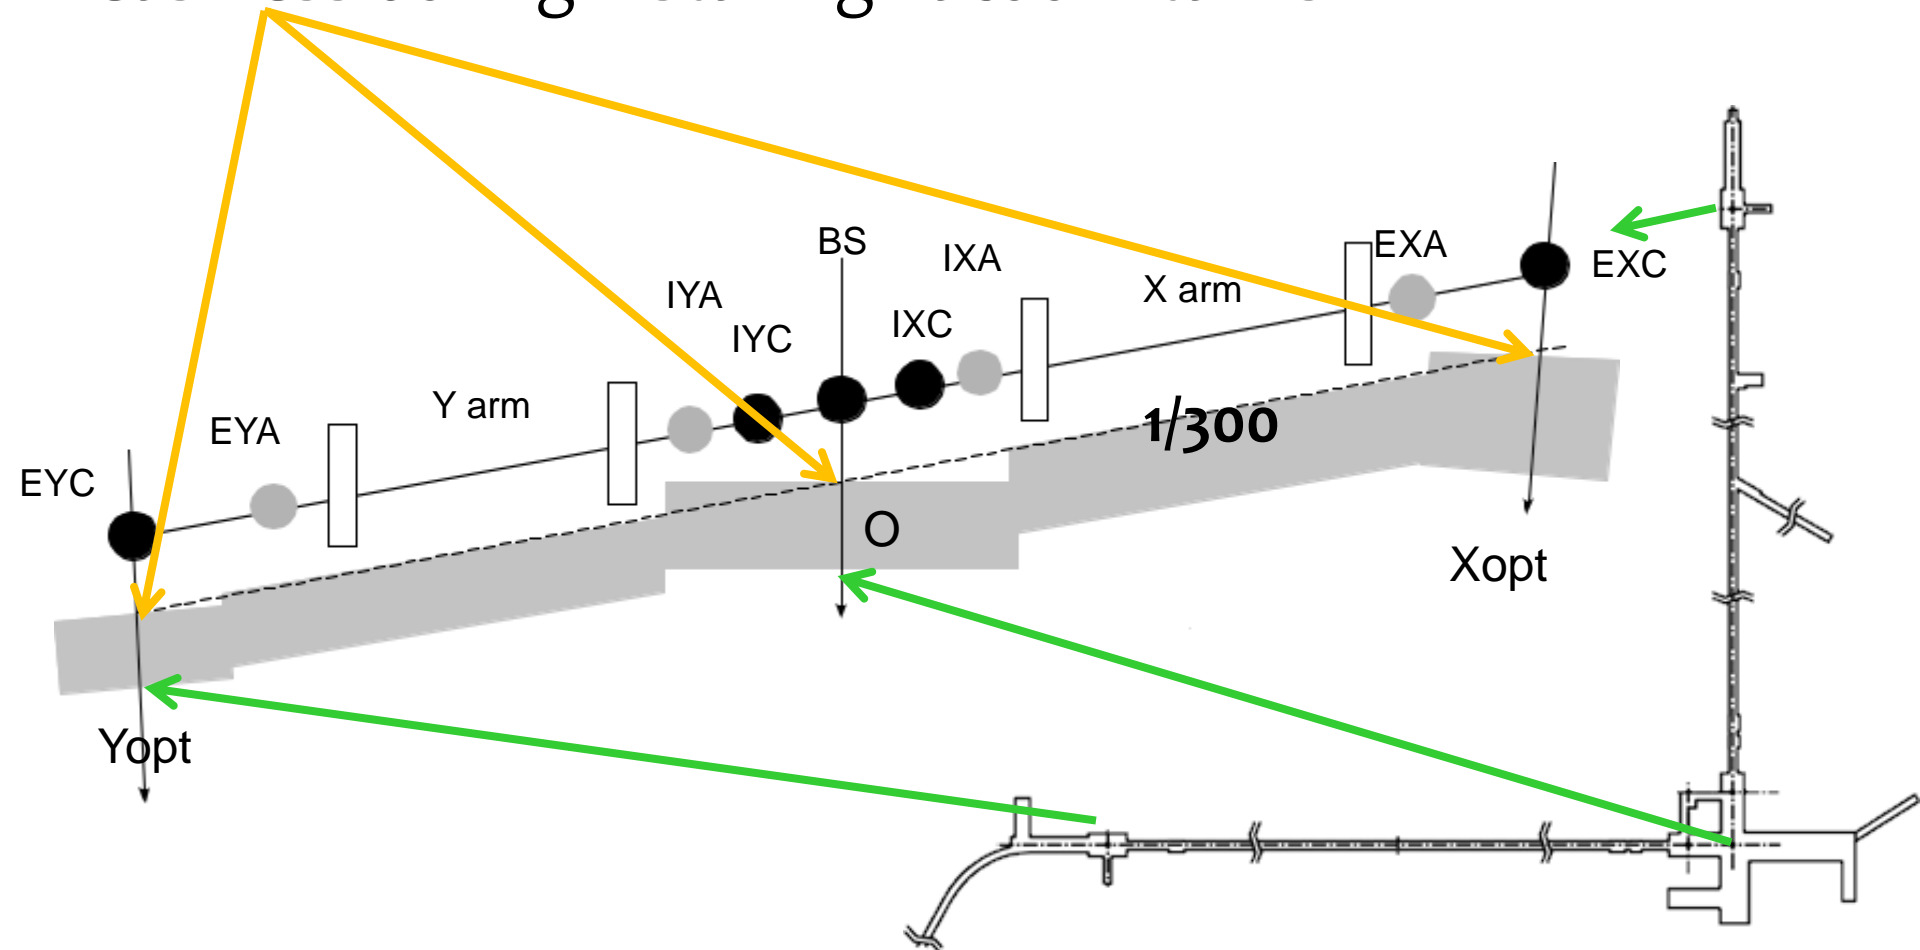 BS
IXA
EXA
EXC
X arm
IYA
IXC
IYC
Y arm
1/300
EYA
EYC
O
Xopt
Yopt